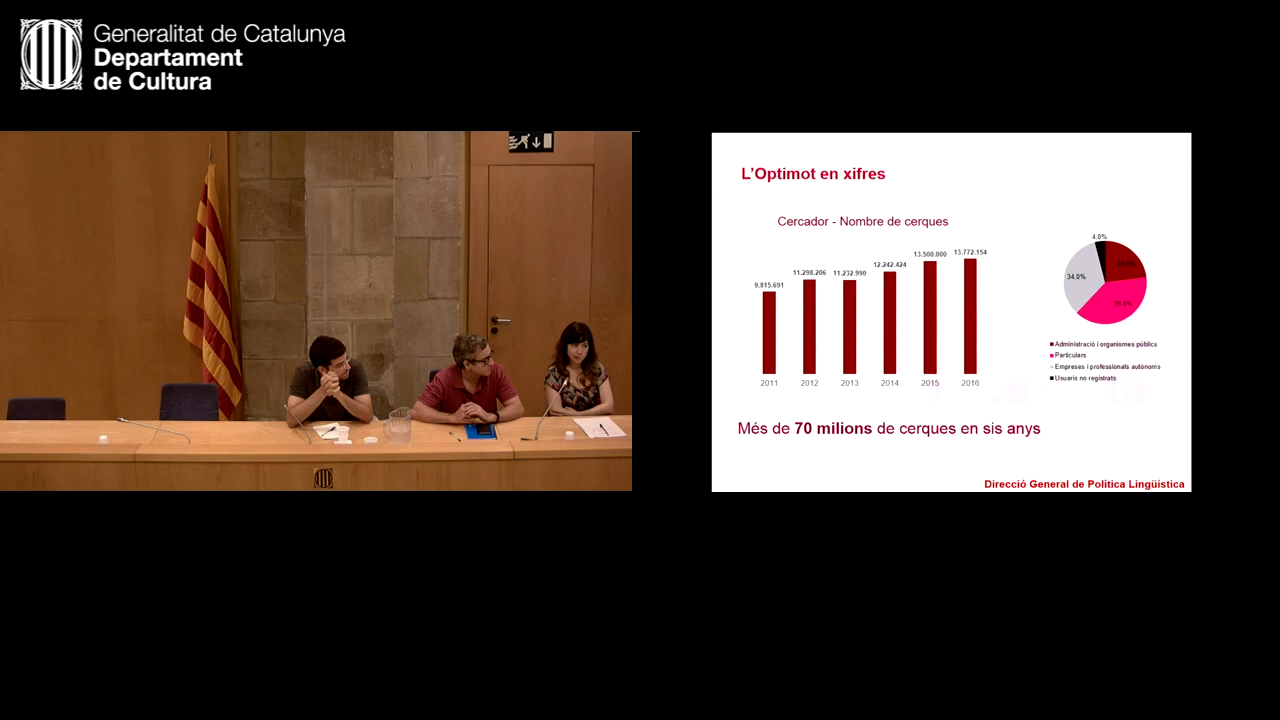 Generalitat de Catalunya
Departament
de Cultura
L'Optimot en xifres
Cercador - Nombre de cerques
9.815.691
11.298.206
11.232.990
12.242.424
13.500.000
13.772.154
2011
2012
2013
2014
2015
2016
4,0%
34,0%
Administració i organismes públics
Particulars
Empreses i professionals autònoms
Usuaris no registrats
Més de 70 milions de cerques en sis anys
Direcció General de Política Lingüística